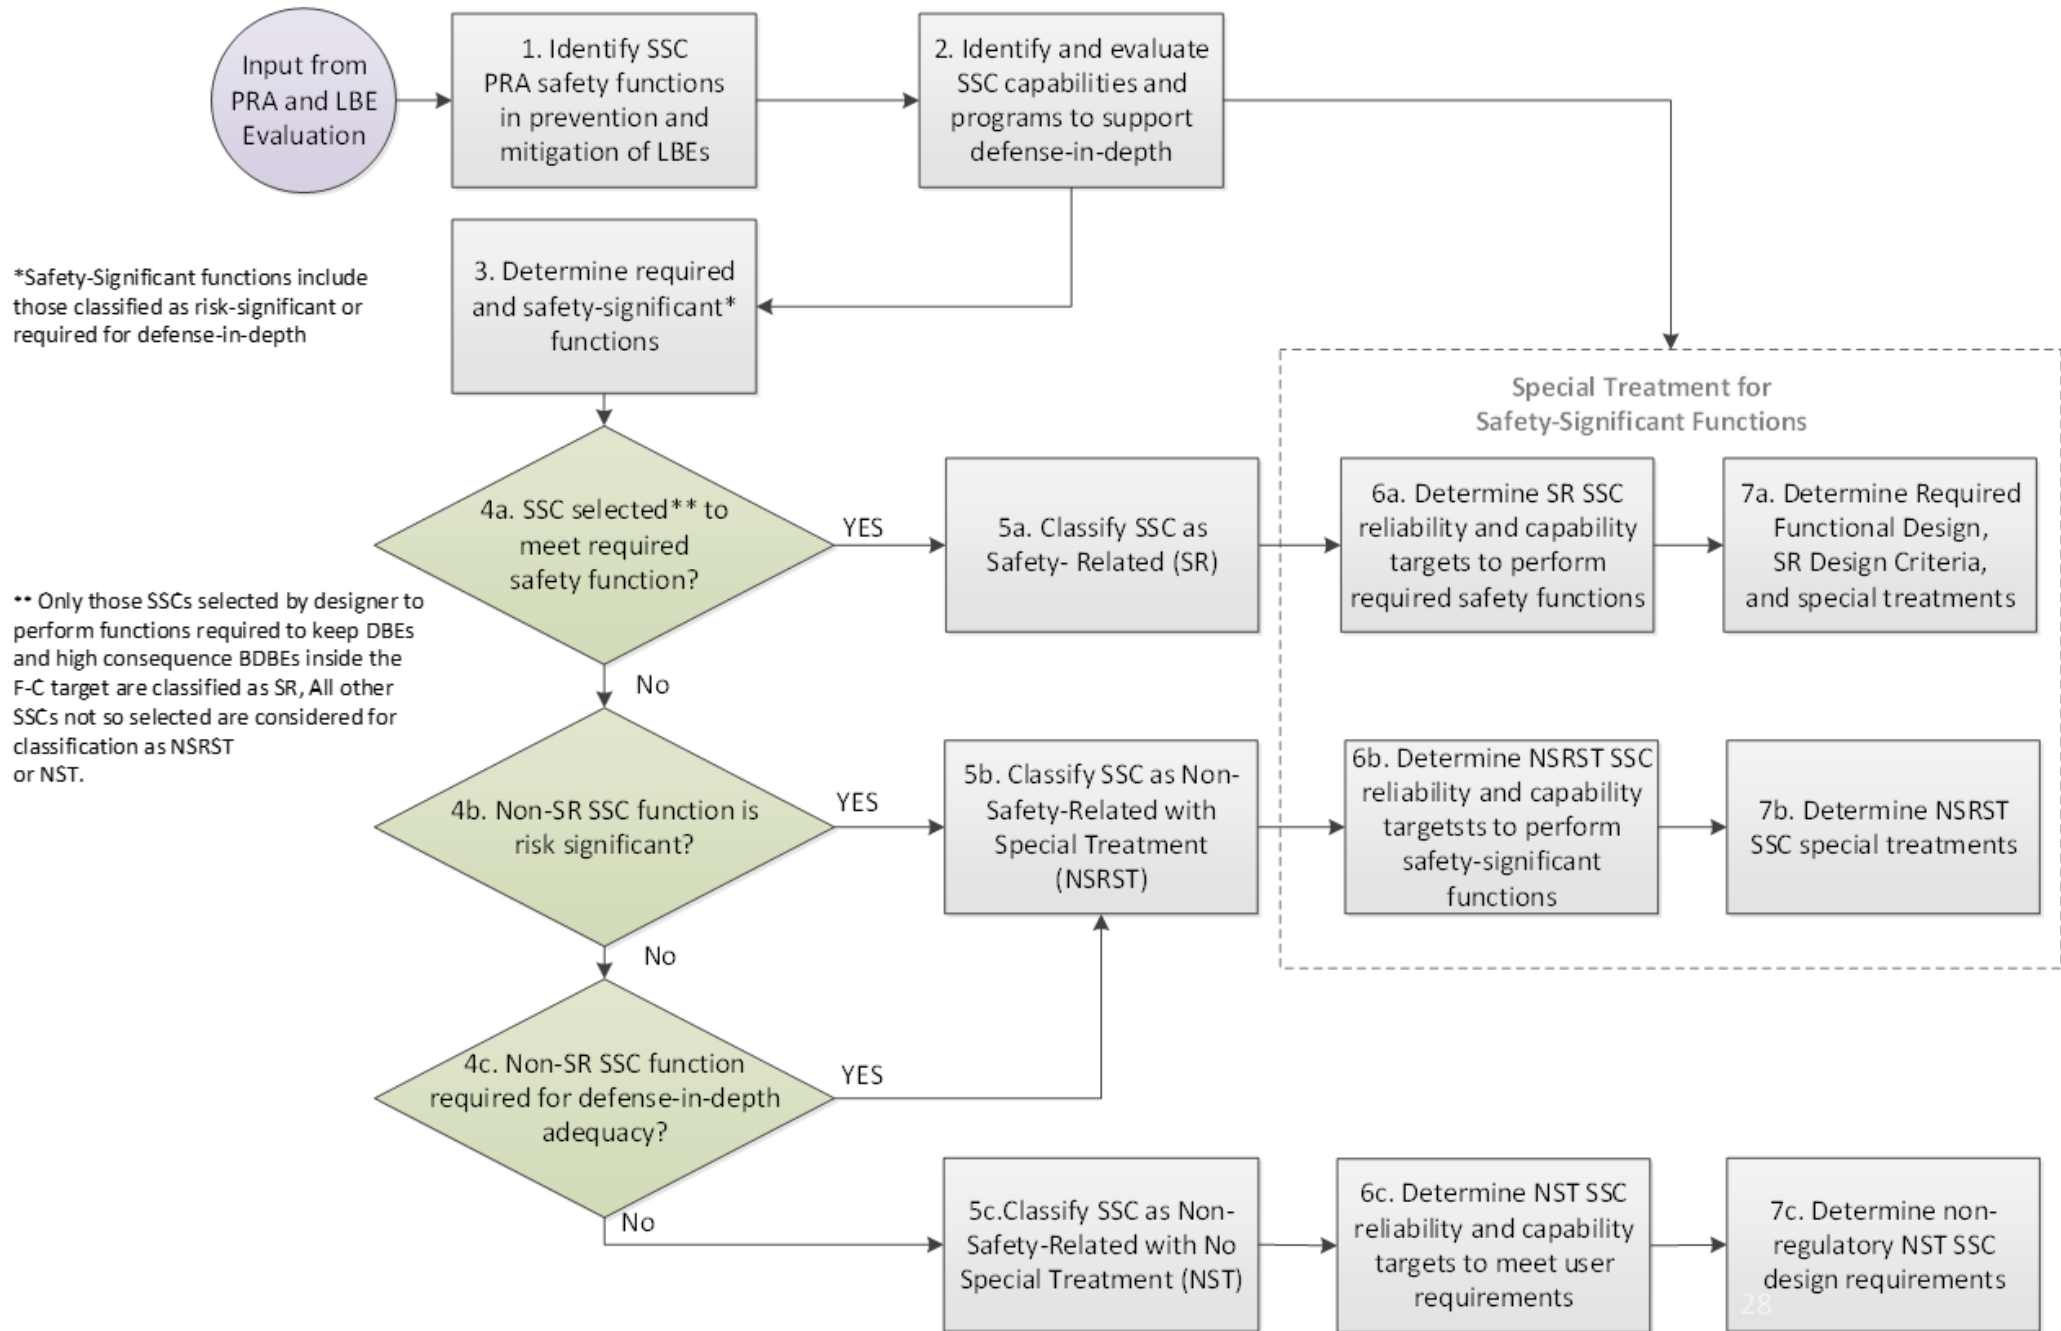 Input from
PRA and LBE
Evaluation
1. Identify SSC
PRA safety functions
in prevention and
mitigation of LBEs
2. Identify and evaluate
SSC capabilities and
programs to support
defense-in-depth
*Safety-Significant functions include
those classified as risk-significant or
required for defense-in-depth
3. Determine required
and safety-significant*
functions
Special Treatment for
Safety-Significant Functions
4a. SSC selected** to
meet required
safety function?
YES
5a. Classify SSC as
Safety- Related (SR)
6a. Determine SR SSC
reliability and capability
targets to perform
required safety functions
7a. Determine Required
Functional Design,
SR Design Criteria,
and special treatments
** Only those SSCs selected by designer to
perform functions required to keep DBEs
and high consequence BDBEs inside the
F-C target are classified as SR, All other
SSCs not so selected are considered for
classification as NSRST
or NST.
No
4b. Non-SR SSC function is
risk significant?
YES
5b. Classify SSC as Non-
Safety-Related with
Special Treatment
(NSRST)
6b. Determine NSRST SSC
reliability and capability
targetsts to perform
safety-significant
functions
7b. Determine NSRST
SSC special treatments
No
4c. Non-SR SSC function
required for defense-in-depth
adequacy?
YES
No
5c.Classify SSC as Non-
Safety-Related with No
Special Treatment (NST)
6c. Determine NST SSC
reliability and capability
targets to meet user
requirements
7c. Determine non-
regulatory NST SSC
design requirements
28